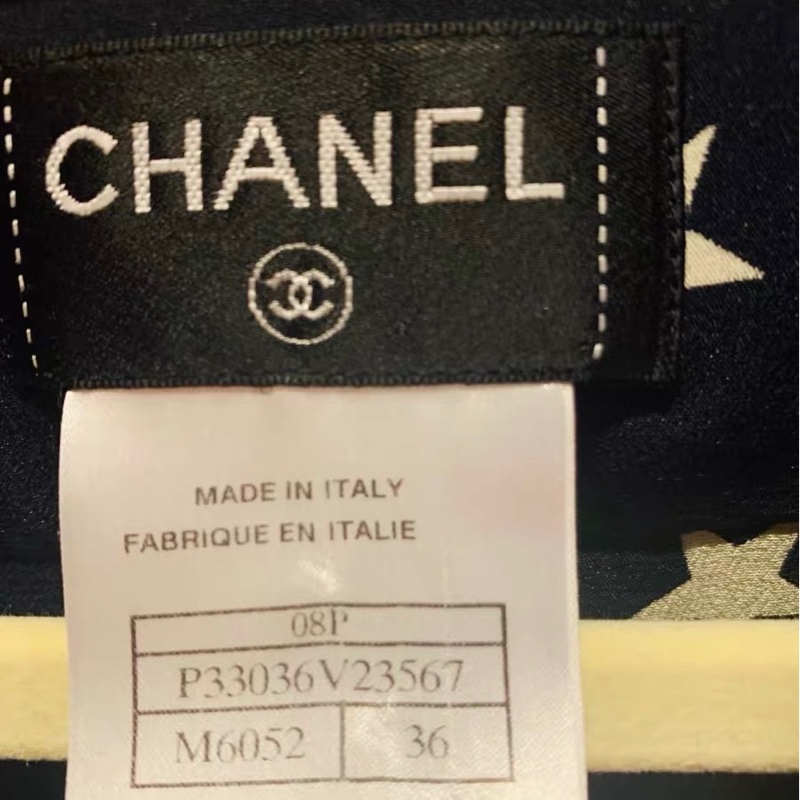 CHANEL
MADE IN ITALY
FABRIQUE EN ITALIE
08P
P33036V23567
M6052 36